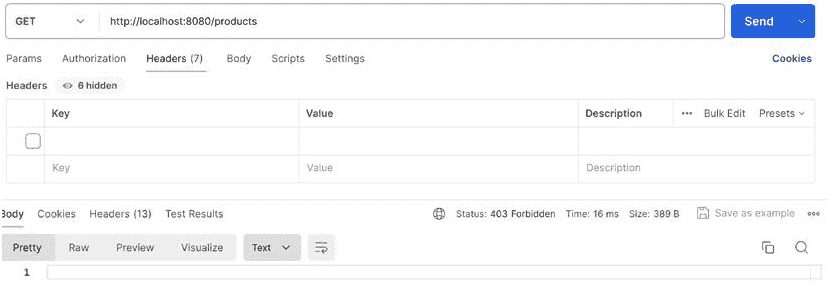 GET http://localhost:8080/products Send
Params Authorization Headers (7) Body Scripts Settings Cookies
Headers 6 hidden
Key Value Description ••• Bulk Edit Presets
Key Value Description
Body Cookies Headers (13) Test Results Status: 403 Forbidden Time: 16 ms Size: 389 B Save as example
Pretty Raw Preview Visualize Text
1